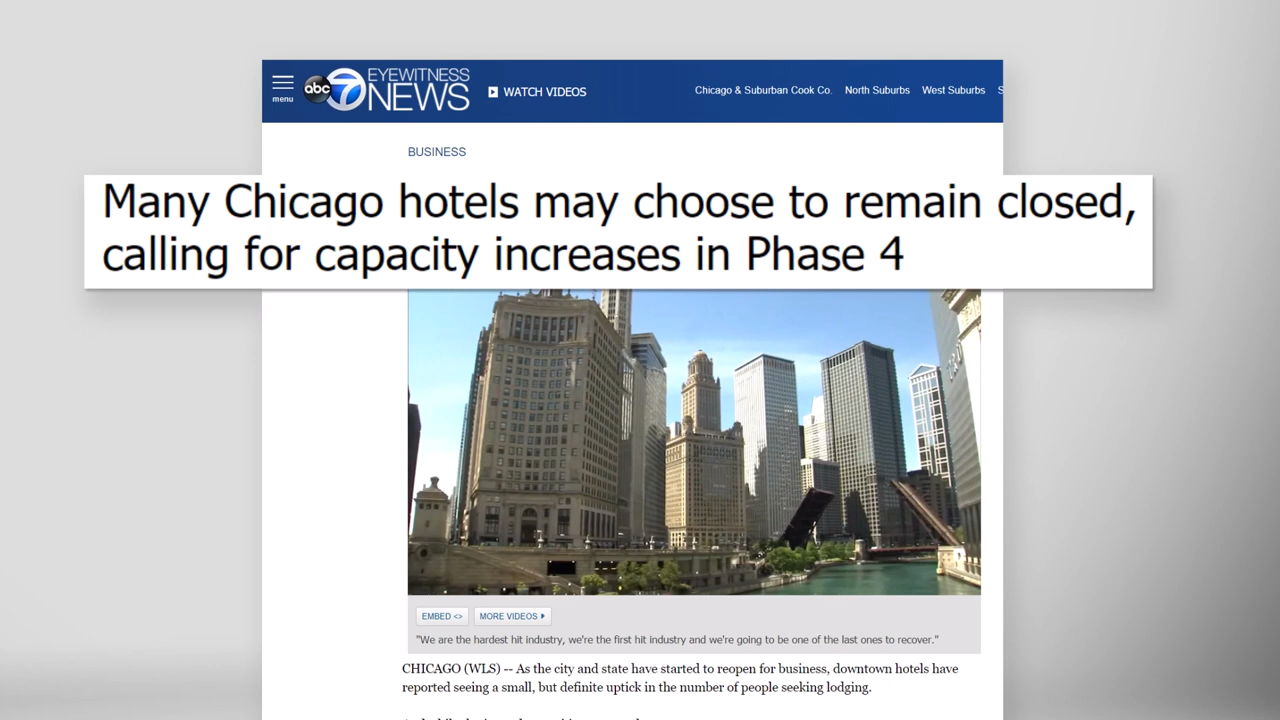 menu
abc 7 EYEWITNESS NEWS
WATCH VIDEOS
Chicago & Suburban Cook Co. North Suburbs West Suburbs S
BUSINESS
Many Chicago hotels may choose to remain closed,
calling for capacity increases in Phase 4
EMBED <> MORE VIDEOS
"We are the hardest hit industry, we're the first hit industry and we're going to be one of the last ones to recover."
CHICAGO (WLS) -- As the city and state have started to reopen for business, downtown hotels have
reported seeing a small, but definite uptick in the number of people seeking lodging.